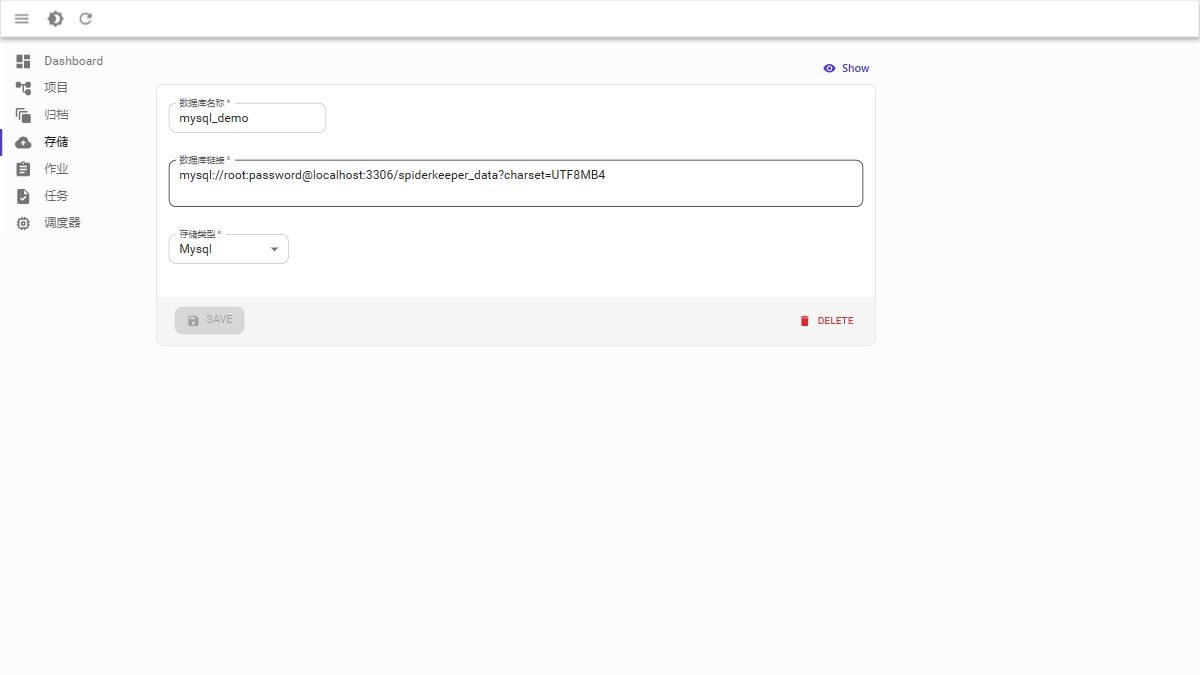 Dashboard
项目
归档
存储
作业
任务
调度器
Show
数据库名称 *
mysql_demo
数据库链接 *
mysql://root:password@localhost:3306/spiderkeeper_data?charset=UTF8MB4
存储类型 *
Mysql
SAVE
DELETE